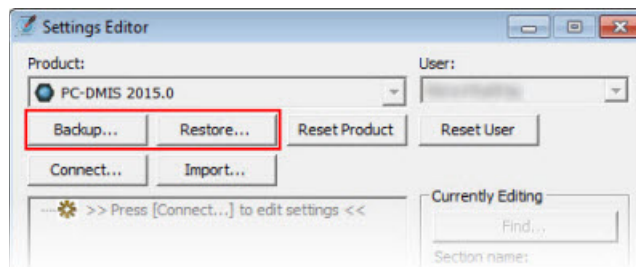 Settings Editor
Product: User:
PC-DMIS 2015.0
Backup... Restore... Reset Product Reset User
Connect... Import...
>> Press [Connect...] to edit settings << Currently Editing
Find...
Section name: